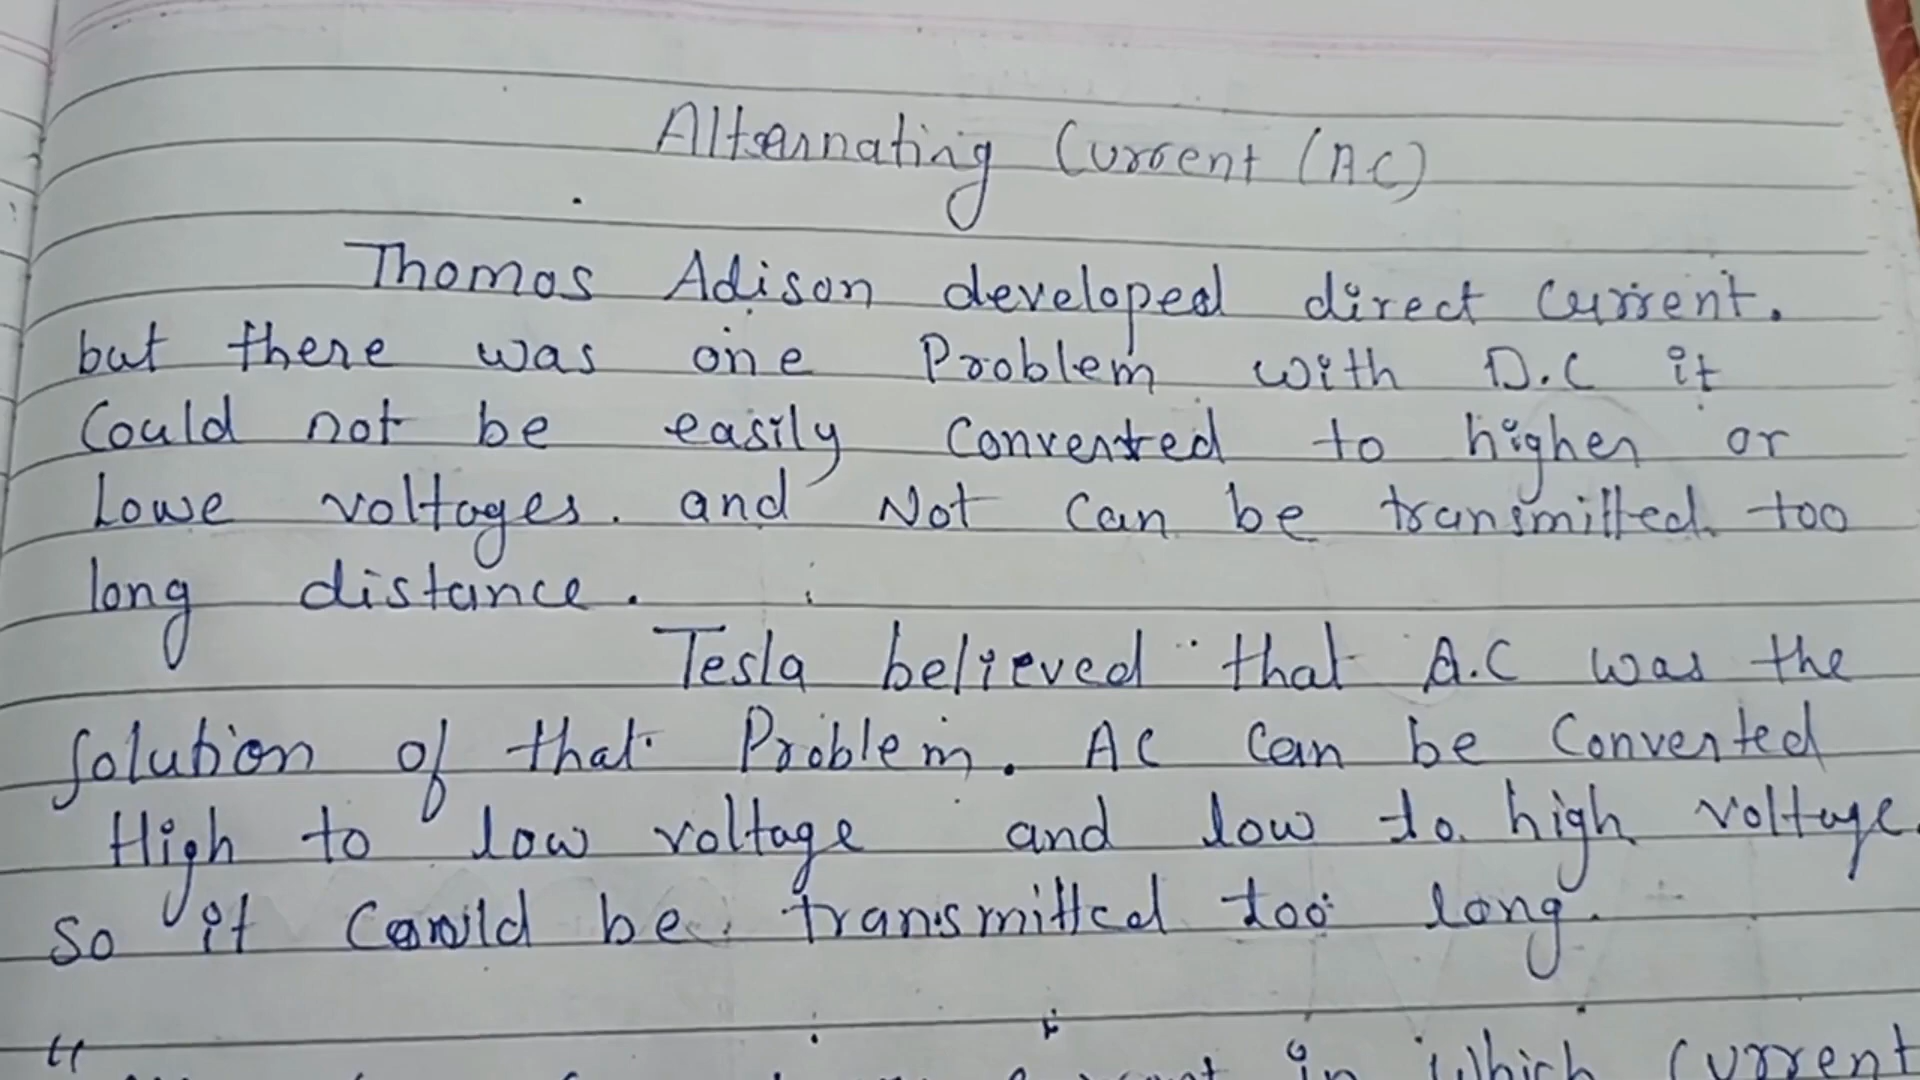 Alternating Current (AC)
Thomas Adison developed direct current.
but there was one Problem with D.C it
Could not be easily Converted to higher or
Lowe voltages. and Not Can be transmitted too
long distance.
Tesla believed that A.C was the
Solution of that Problem. AC Can be Converted
High to low voltage and low to high voltage.
so it Could be transmitted too long.
" in which current